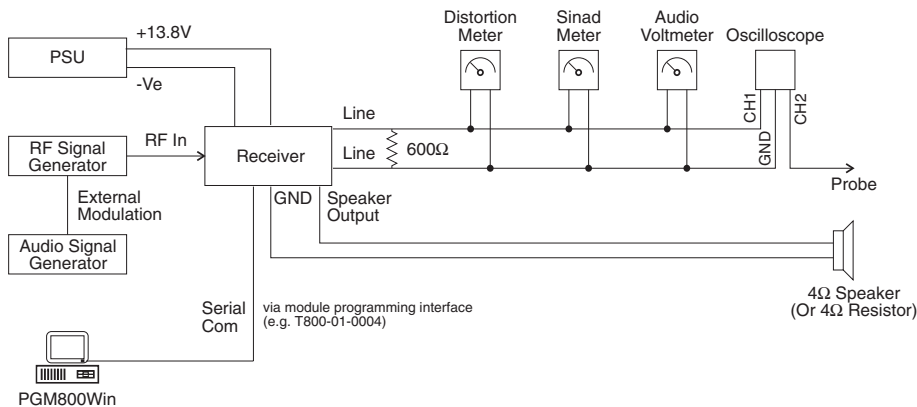 Distortion
Meter
Sinad
Meter
Audio
Voltmeter
Oscilloscope
+13.8V
PSU
-Ve
CH1
GND
CH2
Line
RF In
RF Signal
Generator
Receiver
Line
600Ω
Probe
External
Modulation
GND
Speaker
Output
Audio Signal
Generator
4Ω Speaker
(Or 4Ω Resistor)
Serial
Com
via module programming interface
(e.g. T800-01-0004)
PGM800Win